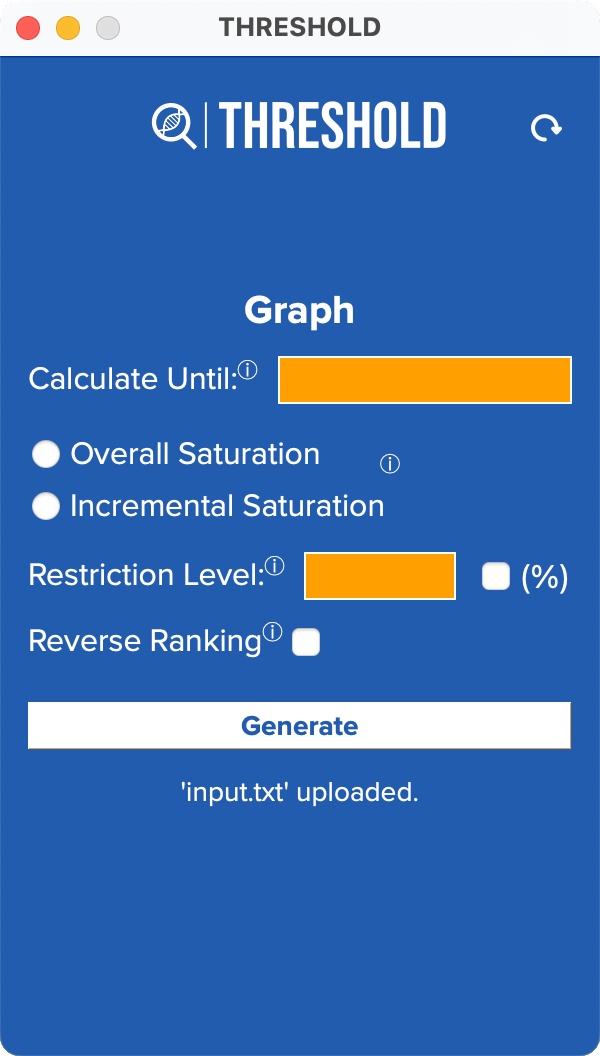 THRESHOLD
THRESHOLD
Graph
Calculate Until:ⓘ
Overall Saturation ⓘ
Incremental Saturation
Restriction Level:ⓘ (%)
Reverse Rankingⓘ
Generate
'input.txt' uploaded.